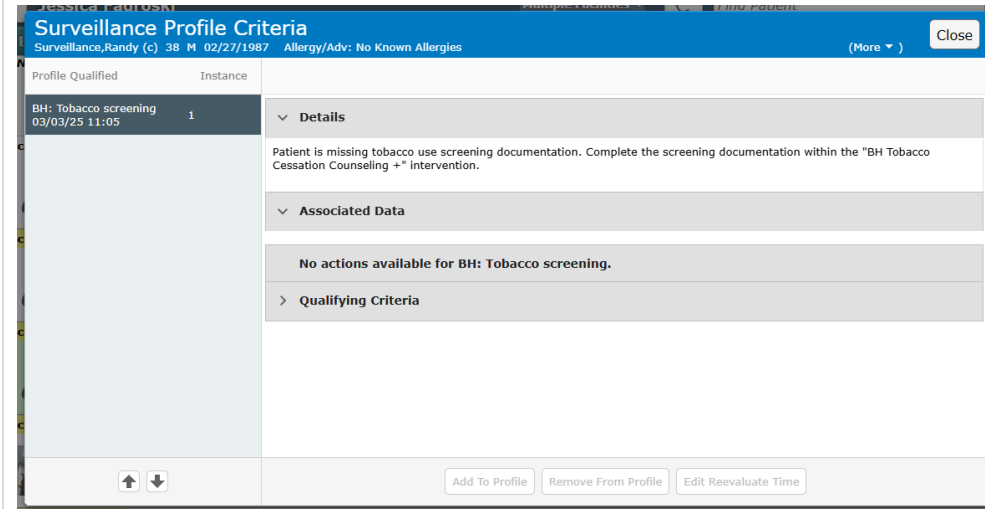 Surveillance Profile Criteria
Surveillance,Randy (c) 38 M 02/27/1987 Allergy/Adv: No Known Allergies
(More ▼ )
Close
Profile Qualified Instance
BH: Tobacco screening
03/03/25 11:05
1
Details
Patient is missing tobacco use screening documentation. Complete the screening documentation within the "BH Tobacco
Cessation Counseling +" intervention.
Associated Data
No actions available for BH: Tobacco screening.
Qualifying Criteria
Add To Profile Remove From Profile Edit Reevaluate Time